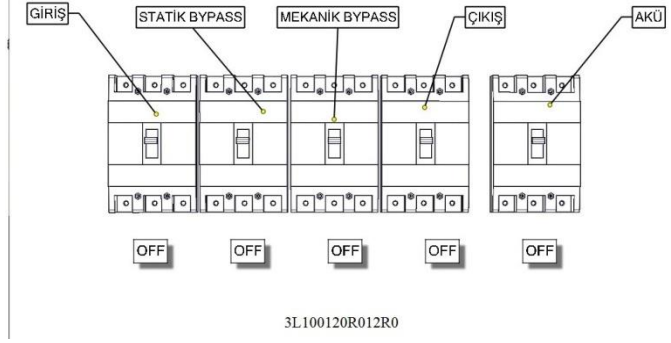 GİRİŞ
STATİK BYPASS
MEKANİK BYPASS
ÇIKIŞ
AKÜ
OFF
OFF
OFF
OFF
OFF
3L100120R012R0